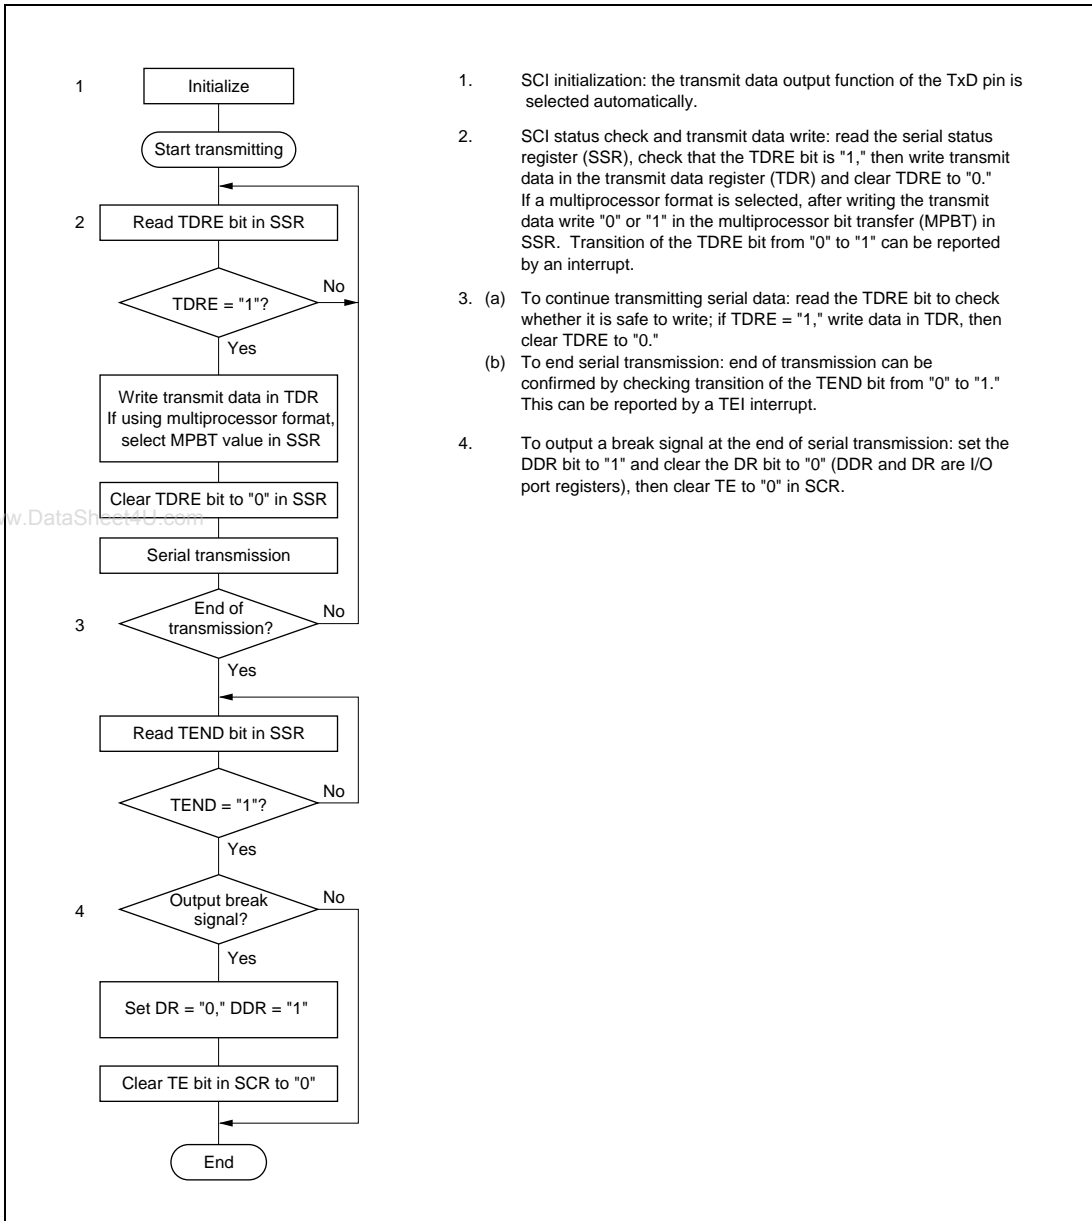 1
Initialize
Start transmitting
2
Read TDRE bit in SSR
TDRE = "1"?
No
Yes
Write transmit data in TDR
If using multiprocessor format,
select MPBT value in SSR
Clear TDRE bit to "0" in SSR
w.DataSheet4U.com
Serial transmission
3
End of
transmission?
No
Yes
Read TEND bit in SSR
TEND = "1"?
No
Yes
4
Output break
signal?
No
Yes
Set DR = "0," DDR = "1"
Clear TE bit in SCR to "0"
End
1. SCI initialization: the transmit data output function of the TxD pin is
selected automatically.
2. SCI status check and transmit data write: read the serial status
register (SSR), check that the TDRE bit is "1," then write transmit
data in the transmit data register (TDR) and clear TDRE to "0."
If a multiprocessor format is selected, after writing the transmit
data write "0" or "1" in the multiprocessor bit transfer (MPBT) in
SSR. Transition of the TDRE bit from "0" to "1" can be reported
by an interrupt.
3. (a) To continue transmitting serial data: read the TDRE bit to check
whether it is safe to write; if TDRE = "1," write data in TDR, then
clear TDRE to "0."
(b) To end serial transmission: end of transmission can be
confirmed by checking transition of the TEND bit from "0" to "1."
This can be reported by a TEI interrupt.
4. To output a break signal at the end of serial transmission: set the
DDR bit to "1" and clear the DR bit to "0" (DDR and DR are I/O
port registers), then clear TE to "0" in SCR.